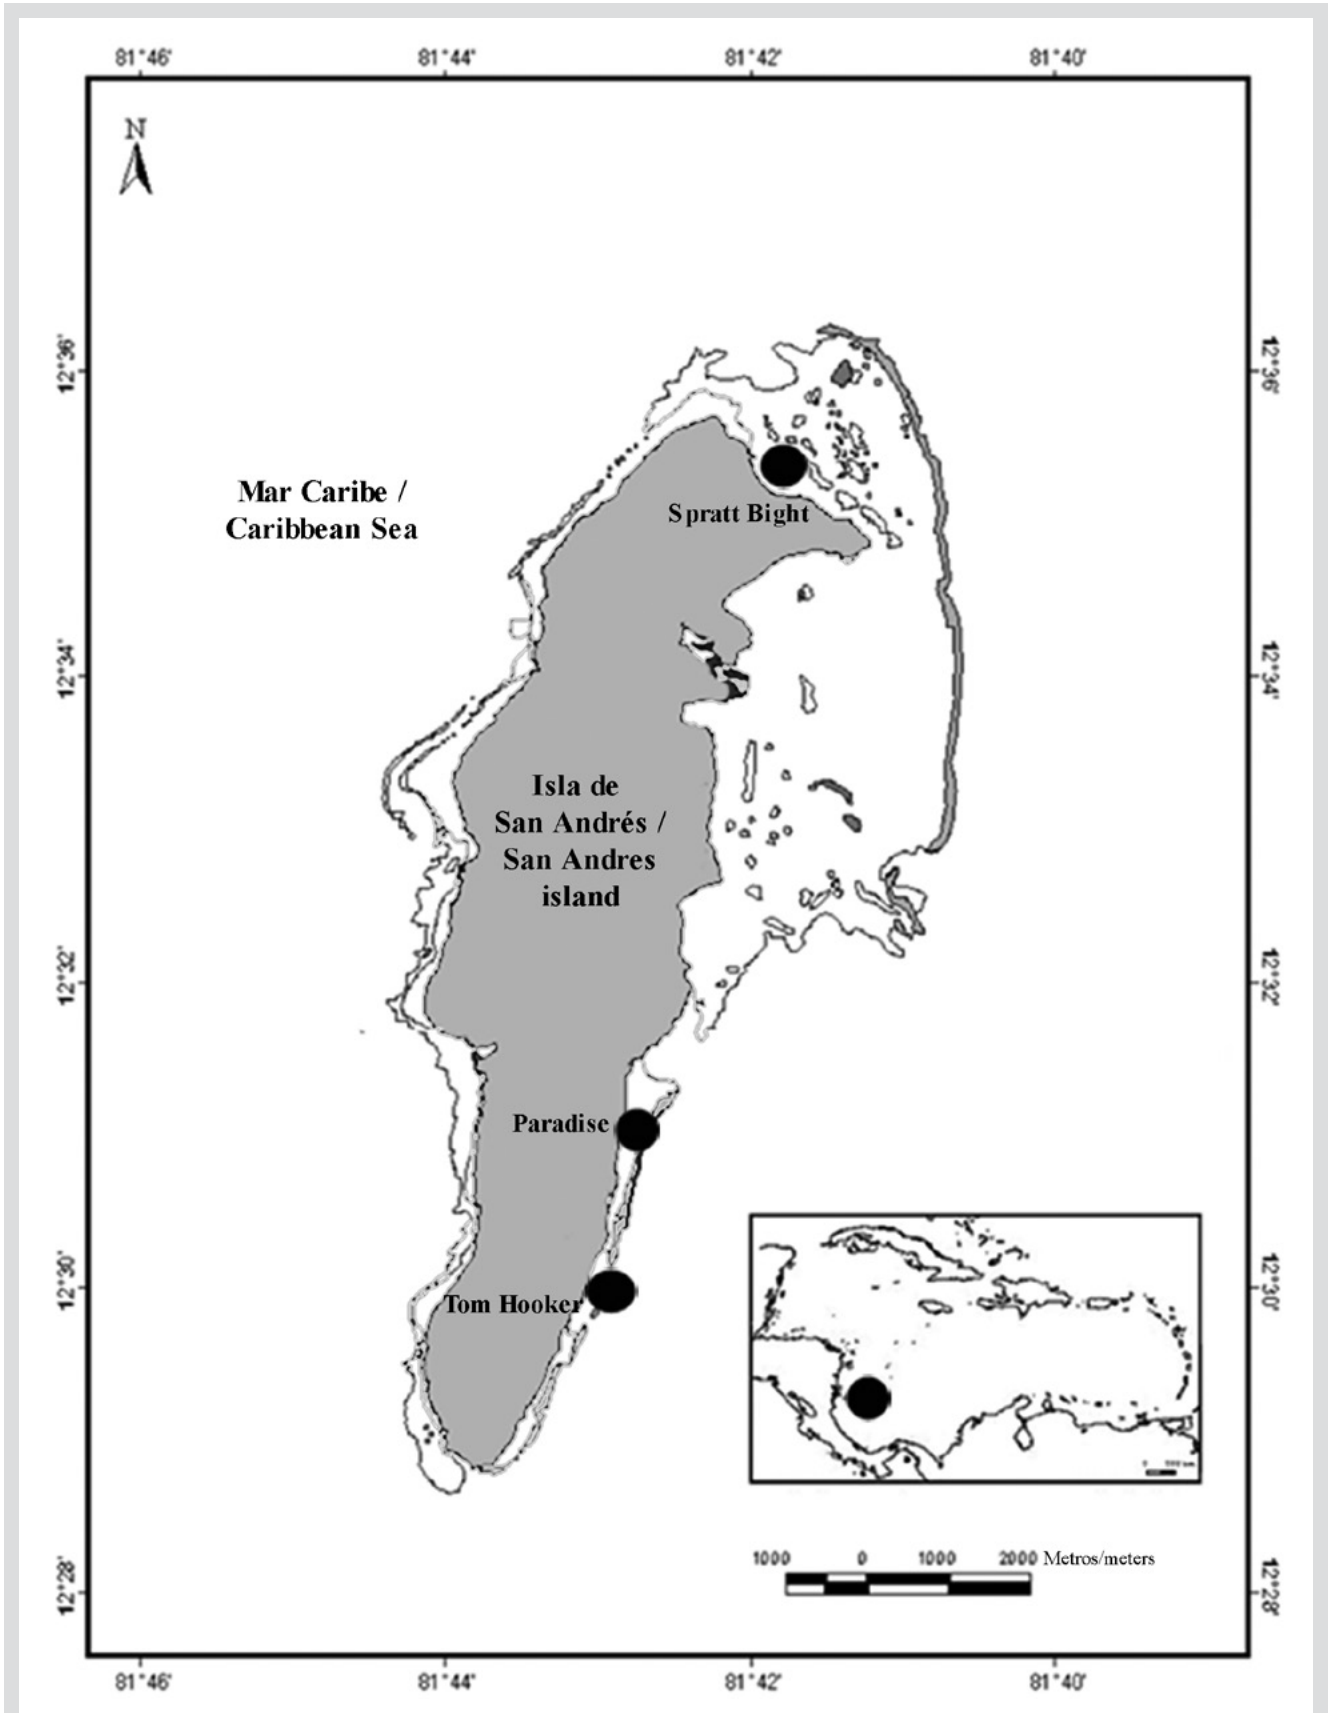 81°46' 81°44' 81°42' 81°40'
N
12°36' 12°36'
Mar Caribe /
Caribbean Sea
Spratt Bight
12°34' 12°34'
Isla de
San Andrés /
San Andres
island
12°32' 12°32'
Paradise
12°30' 12°30'
Tom Hooker
0
1000 0 1000 2000 Metros/meters
12°28' 12°28'
81°46' 81°44' 81°42' 81°40'